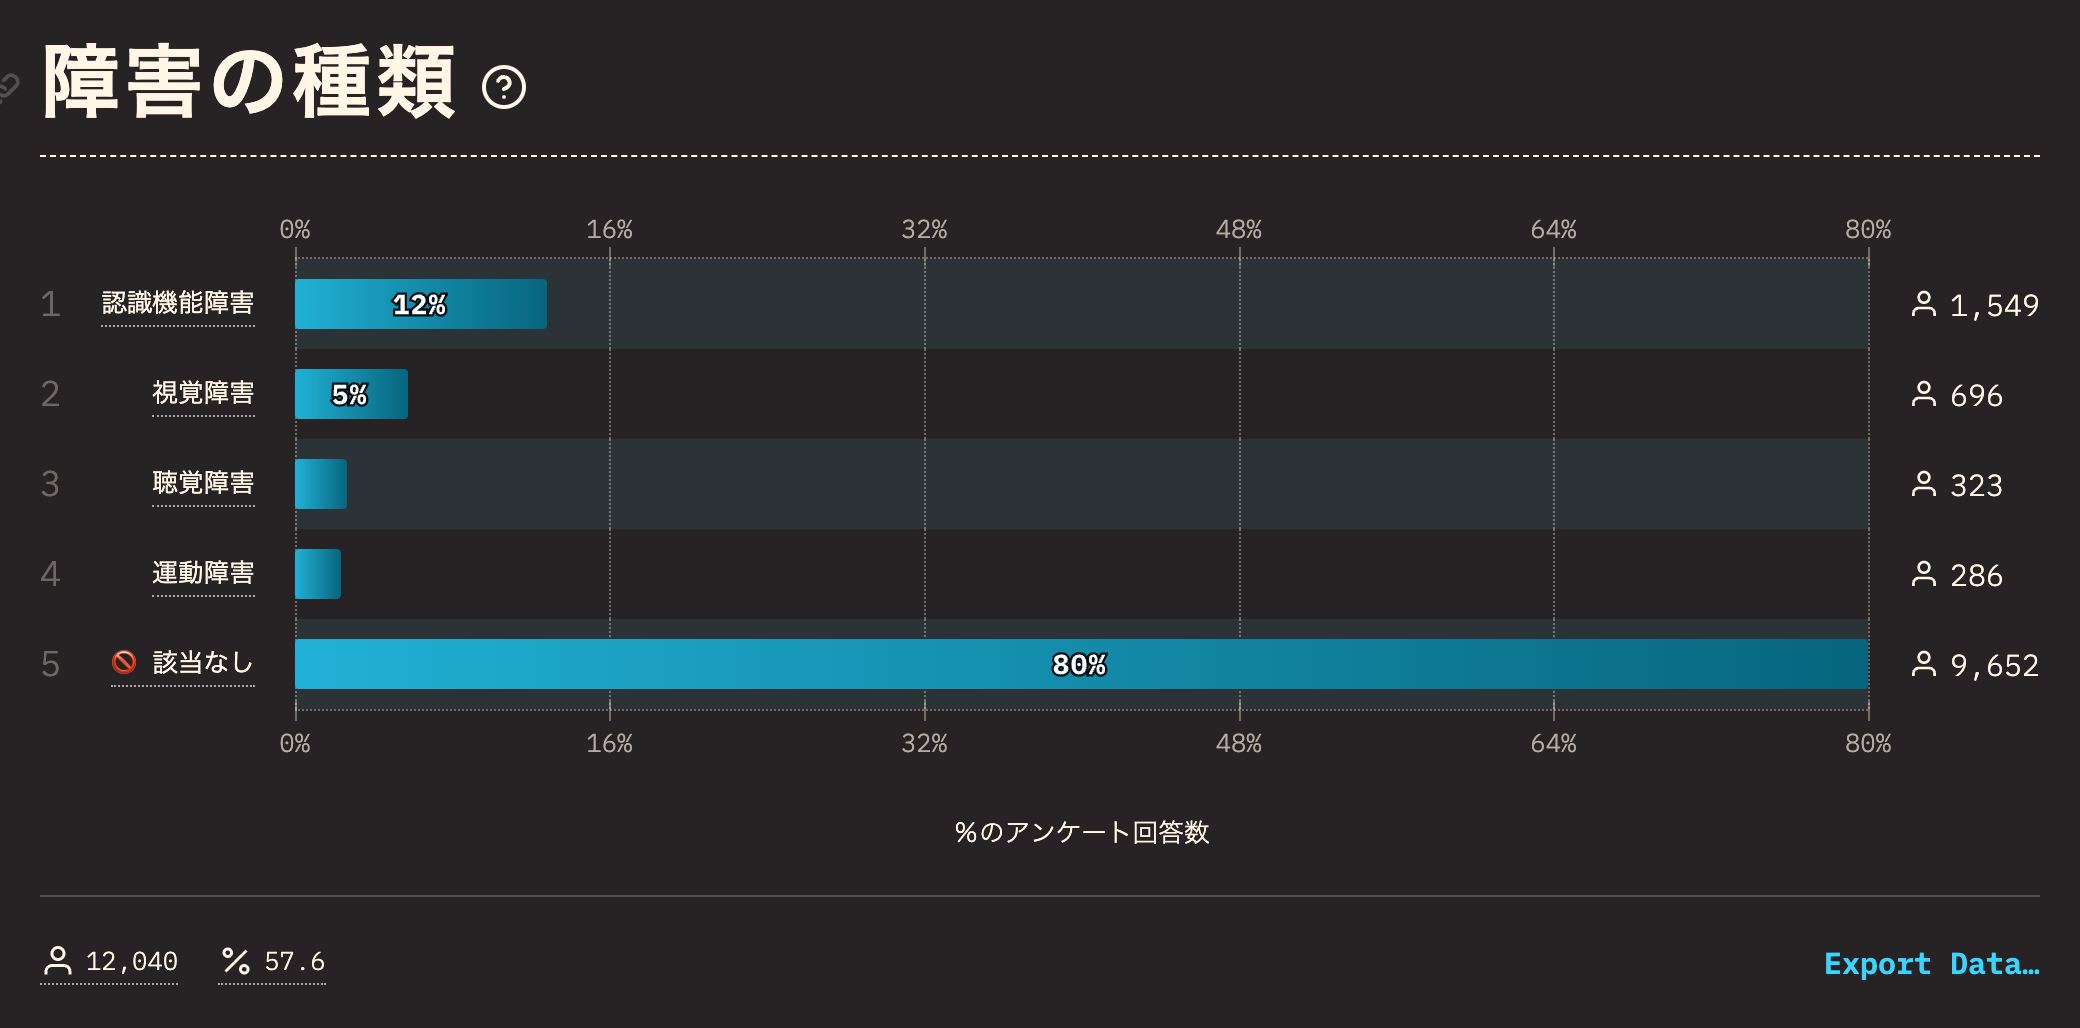 障害の種類
0% 16% 32% 48% 64% 80%
1 認識機能障害 12% 1,549
2 視覚障害 5% 696
3 聴覚障害 323
4 運動障害 286
5 🚫 該当なし 80% 9,652
0% 16% 32% 48% 64% 80%
%のアンケート回答数
12,040 % 57.6 Export Data…